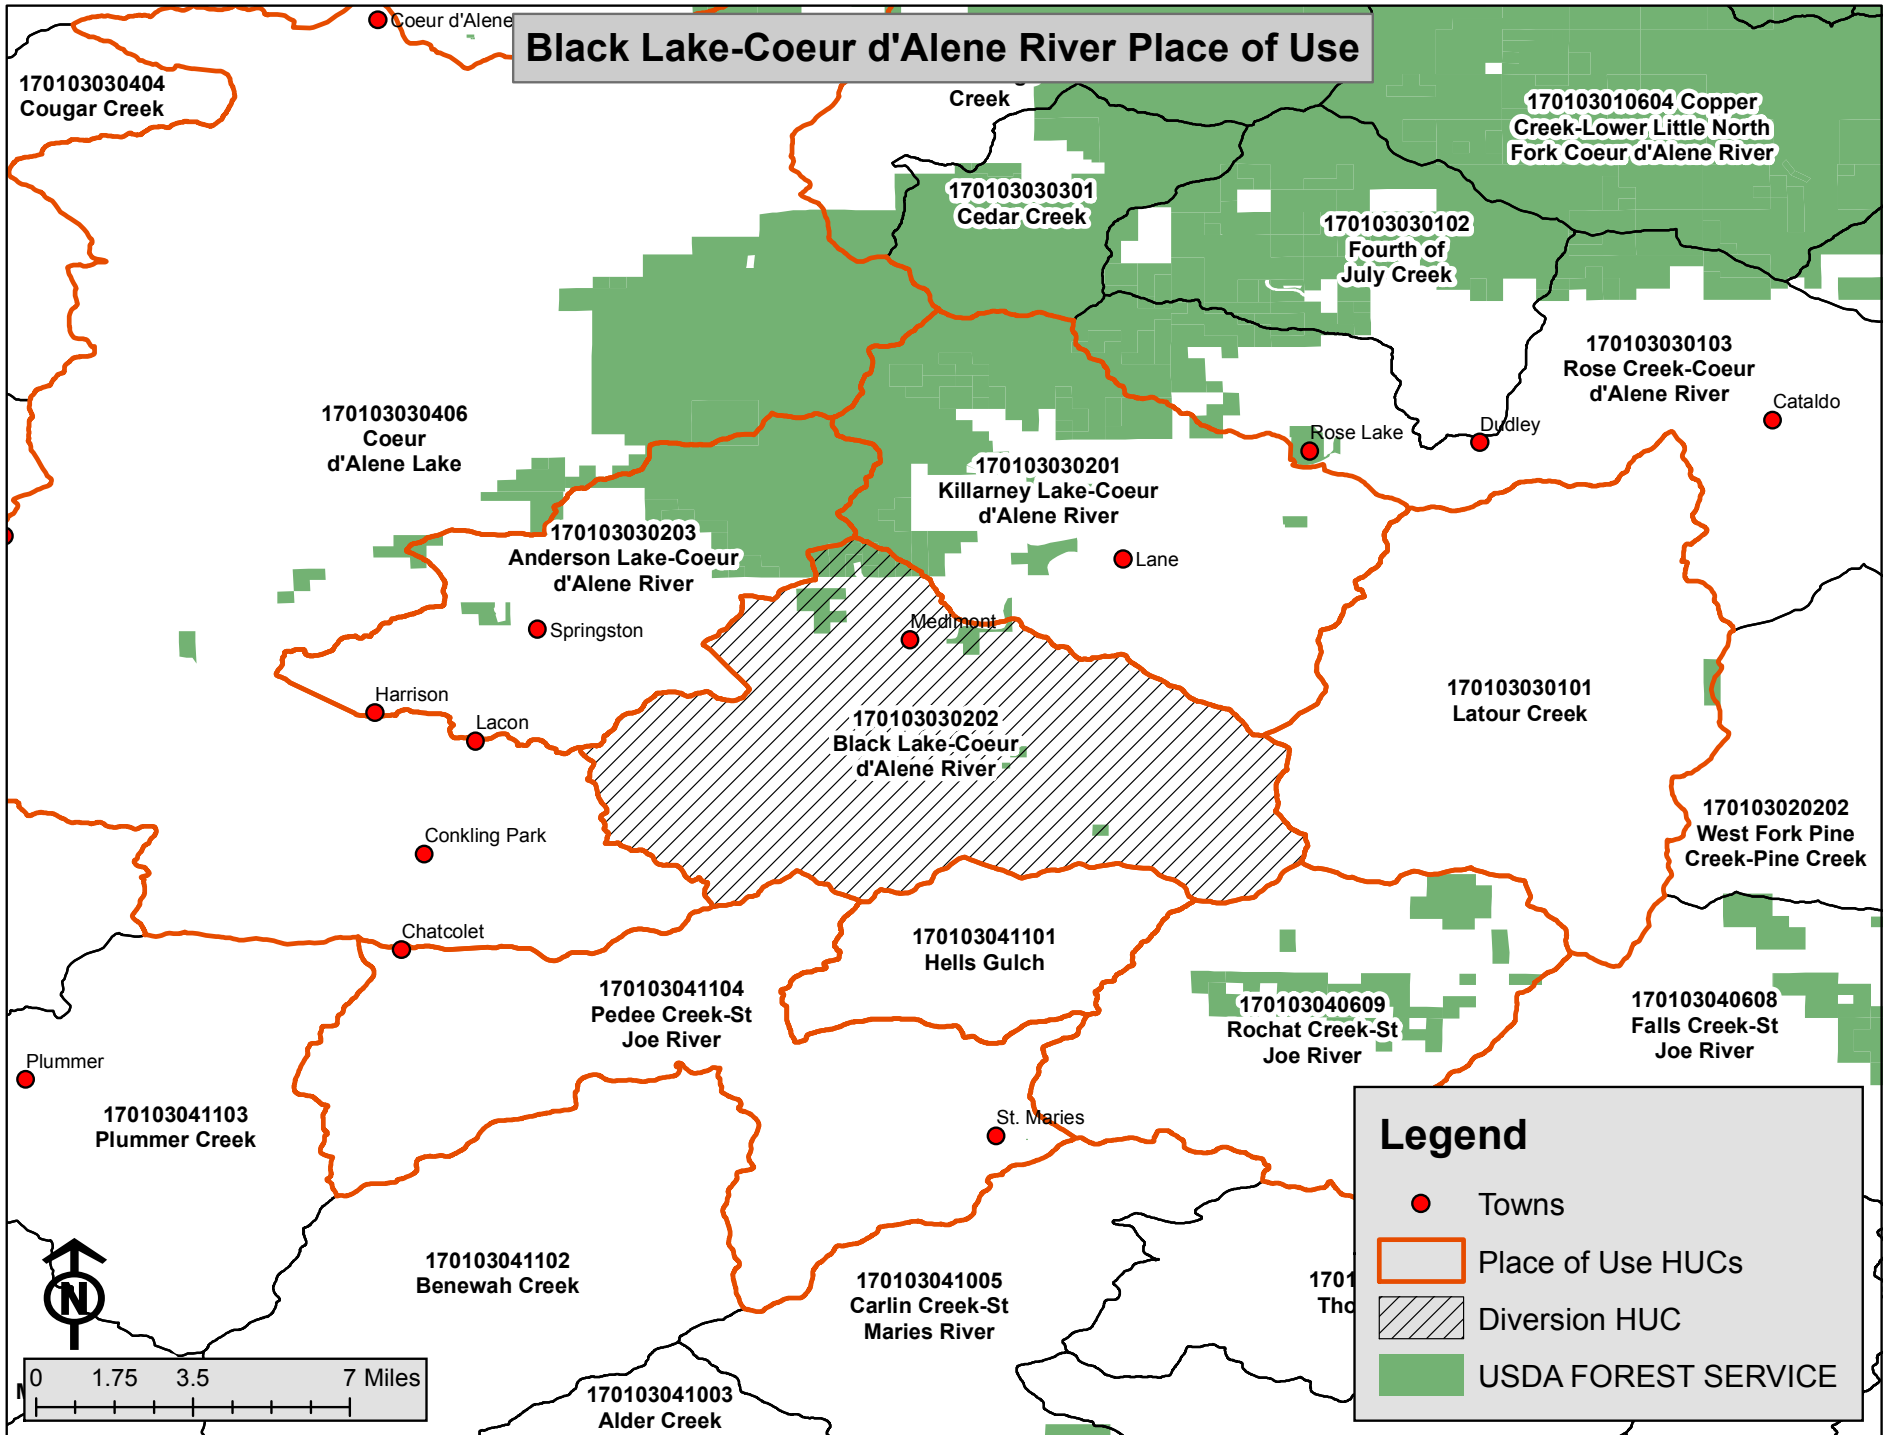 Coeur d'Alene
Black Lake-Coeur d'Alene River Place of Use
170103030404
Cougar Creek
Creek
170103010604 Copper
Creek-Lower Little North
Fork Coeur d'Alene River
170103030301
Cedar Creek
170103030102
Fourth of
July Creek
170103030103
Rose Creek-Coeur
d'Alene River
Cataldo
170103030406
Coeur
d'Alene Lake
Rose Lake
Dudley
170103030201
Killarney Lake-Coeur
d'Alene River
170103030203
Anderson Lake-Coeur
d'Alene River
Lane
Springston
Medimont
Harrison
Lacon
170103030202
Black Lake-Coeur
d'Alene River
170103030101
Latour Creek
170103020202
West Fork Pine
Creek-Pine Creek
Conkling Park
Chatcolet
170103041101
Hells Gulch
170103041104
Pedee Creek-St
Joe River
170103040609
Rochat Creek-St
Joe River
170103040608
Falls Creek-St
Joe River
Plummer
170103041103
Plummer Creek
St. Maries
170103041102
Benewah Creek
170103041005
Carlin Creek-St
Maries River
1701
Tho
170103041003
Alder Creek
N
0 1.75 3.5 7 Miles
Legend
Towns
Place of Use HUCs
Diversion HUC
USDA FOREST SERVICE